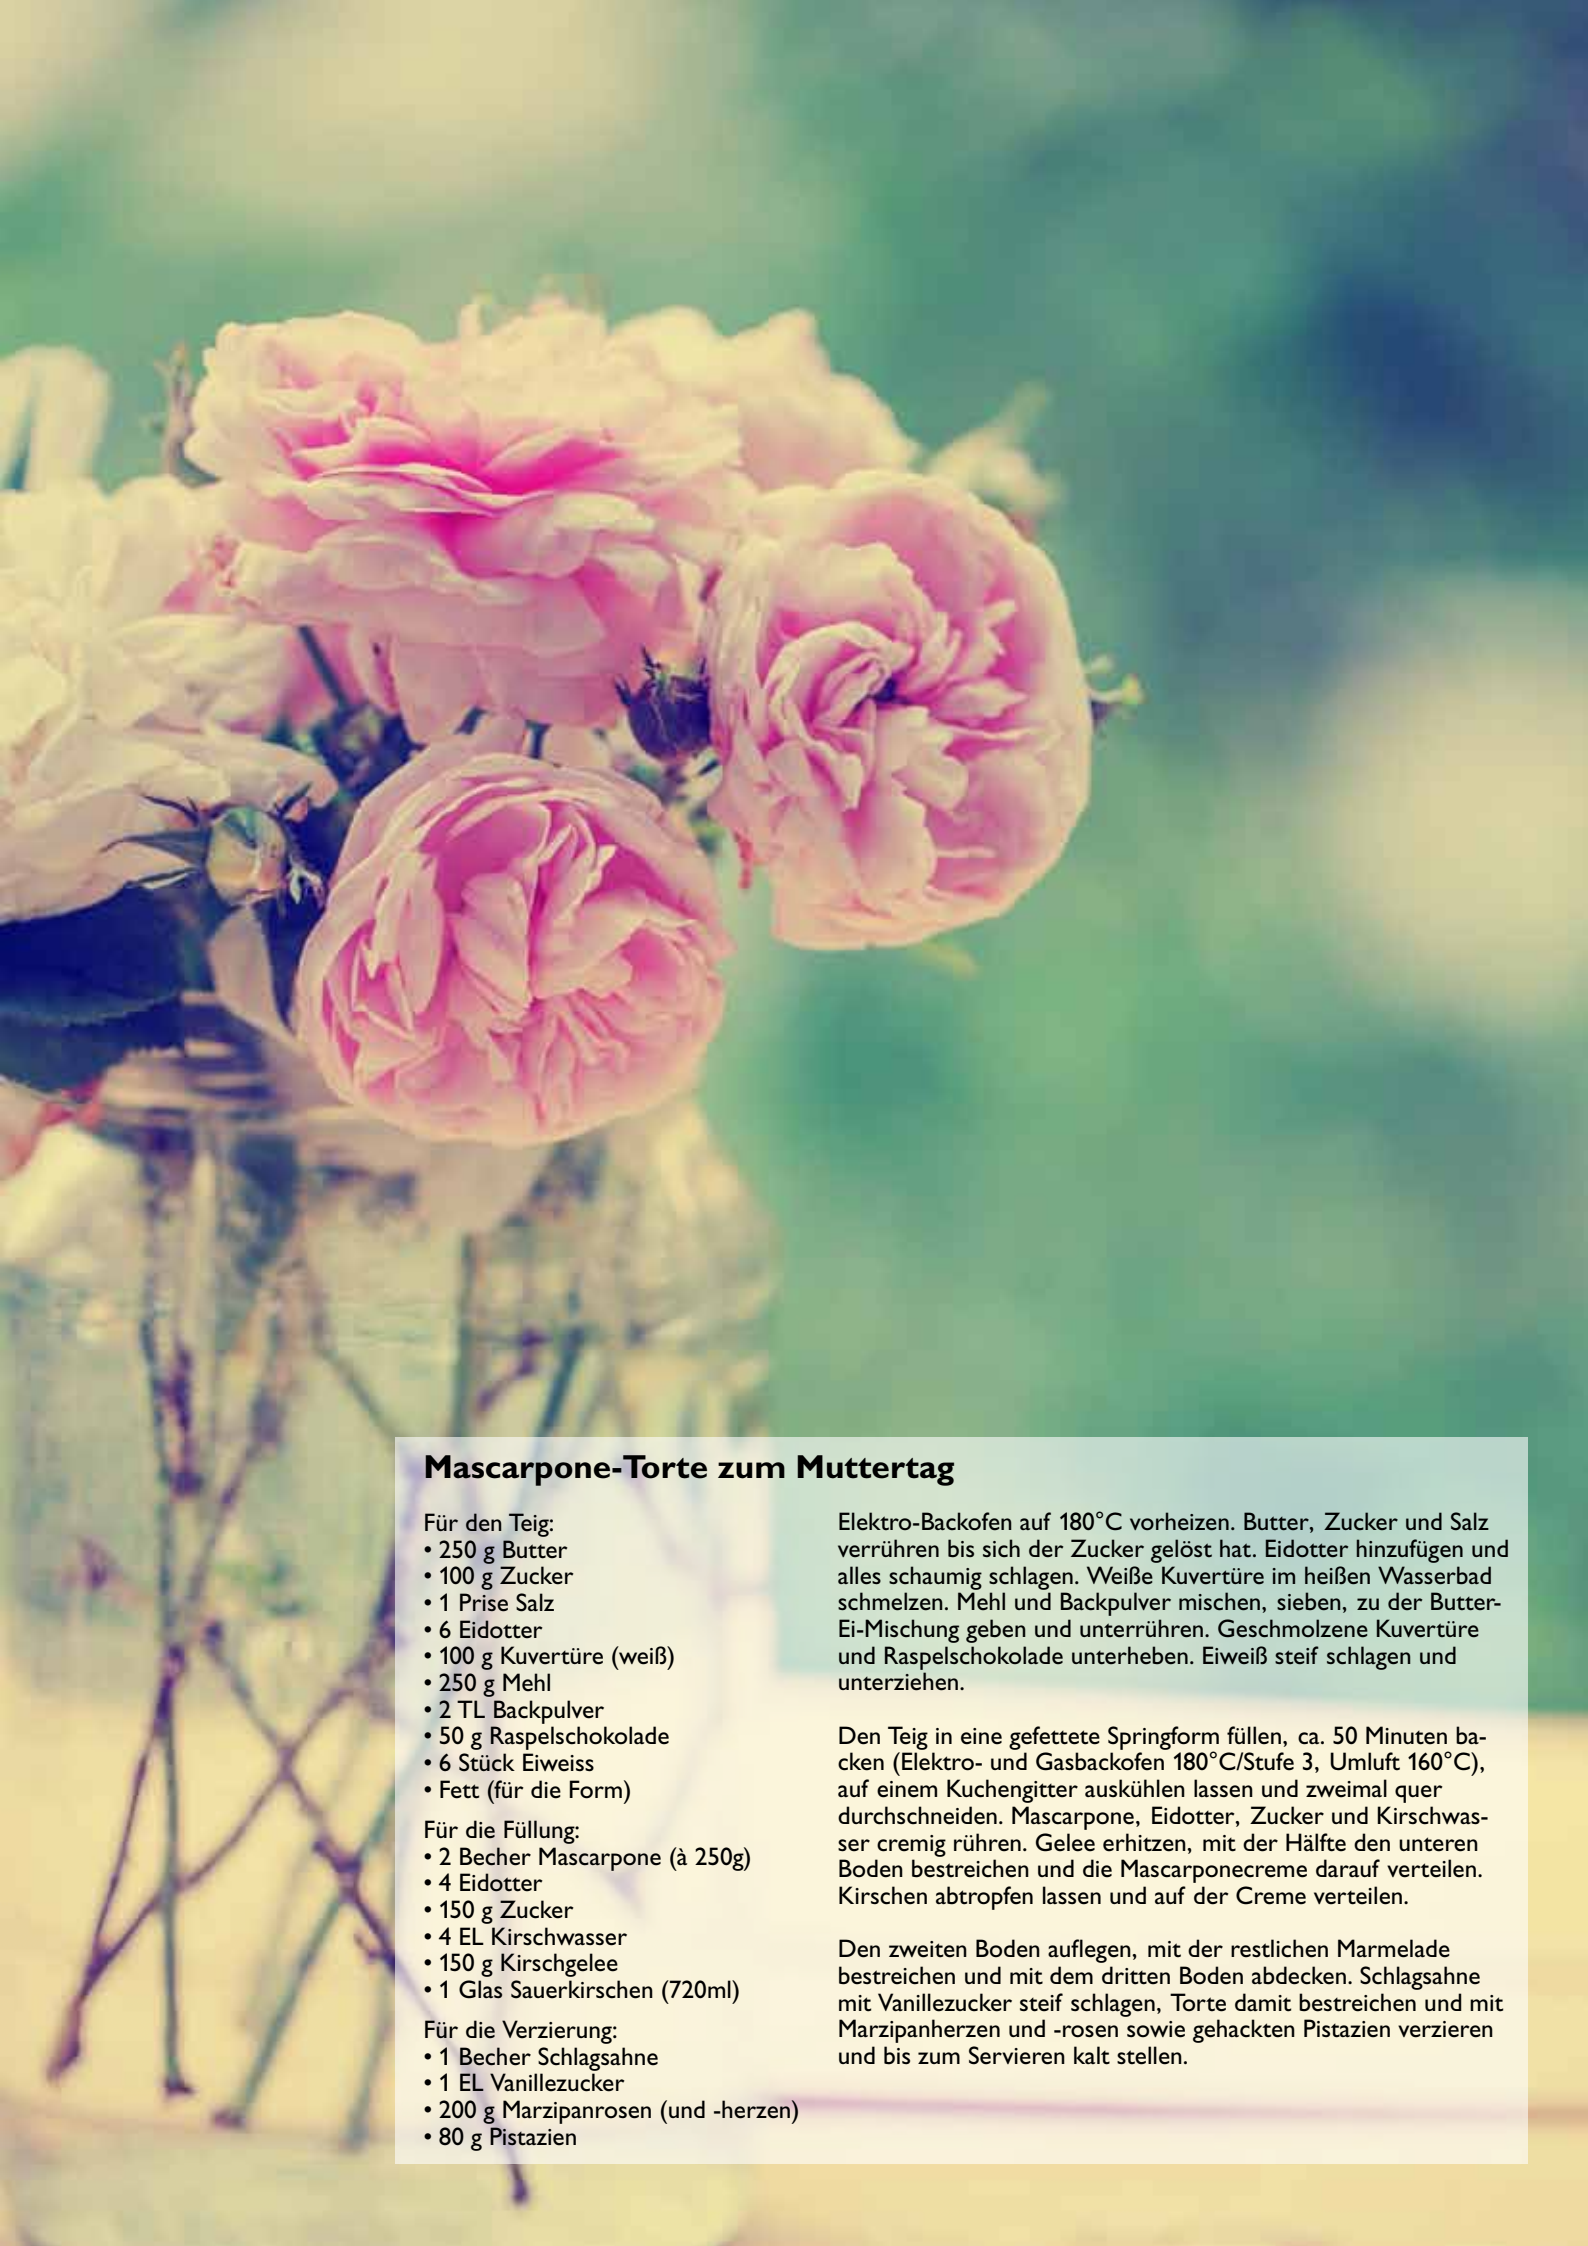 Mascarpone-Torte zum Muttertag
Für den Teig:
• 250 g Butter
• 100 g Zucker
• 1 Prise Salz
• 6 Eidotter
• 100 g Kuvertüre (weiß)
• 250 g Mehl
• 2 TL Backpulver
• 50 g Raspelschokolade
• 6 Stück Eiweiss
• Fett (für die Form)
Für die Füllung:
• 2 Becher Mascarpone (à 250g)
• 4 Eidotter
• 150 g Zucker
• 4 EL Kirschwasser
• 150 g Kirschgelee
• 1 Glas Sauerkirschen (720ml)
Für die Verzierung:
• 1 Becher Schlagsahne
• 1 EL Vanillezucker
• 200 g Marzipanrosen (und -herzen)
• 80 g Pistazien
Elektro-Backofen auf 180°C vorheizen. Butter, Zucker und Salz
verrühren bis sich der Zucker gelöst hat. Eidotter hinzufügen und
alles schaumig schlagen. Weiße Kuvertüre im heißen Wasserbad
schmelzen. Mehl und Backpulver mischen, sieben, zu der Butter-
Ei-Mischung geben und unterrühren. Geschmolzene Kuvertüre
und Raspelschokolade unterheben. Eiweiß steif schlagen und
unterziehen.
Den Teig in eine gefettete Springform füllen, ca. 50 Minuten ba-
cken (Elektro- und Gasbackofen 180°C/Stufe 3, Umluft 160°C),
auf einem Kuchengitter auskühlen lassen und zweimal quer
durchschneiden. Mascarpone, Eidotter, Zucker und Kirschwas-
ser cremig rühren. Gelee erhitzen, mit der Hälfte den unteren
Boden bestreichen und die Mascarponecreme darauf verteilen.
Kirschen abtropfen lassen und auf der Creme verteilen.
Den zweiten Boden auflegen, mit der restlichen Marmelade
bestreichen und mit dem dritten Boden abdecken. Schlagsahne
mit Vanillezucker steif schlagen, Torte damit bestreichen und mit
Marzipanherzen und -rosen sowie gehackten Pistazien verzieren
und bis zum Servieren kalt stellen.